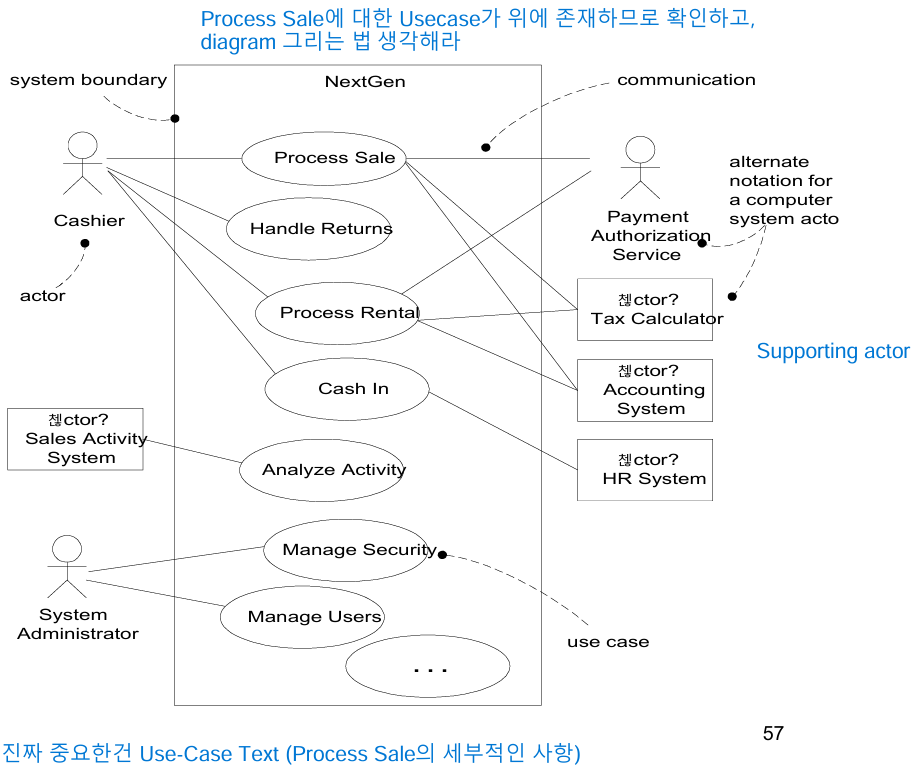 Process Sale에 대한 Usecase가 위에 존재하므로 확인하고,
diagram 그리는 법 생각해라
system boundary
NextGen
communication
Process Sale
alternate
notation for
a computer
system acto
Cashier
Payment
Authorization
Service
Handle Returns
actor
Process Rental
첺ctor?
Tax Calculator
Supporting actor
Cash In
첺ctor?
Accounting
System
첺ctor?
Sales Activity
System
Analyze Activity
첺ctor?
HR System
Manage Security
System
Administrator
Manage Users
use case
. . .
57
진짜 중요한건 Use-Case Text (Process Sale의 세부적인 사항)